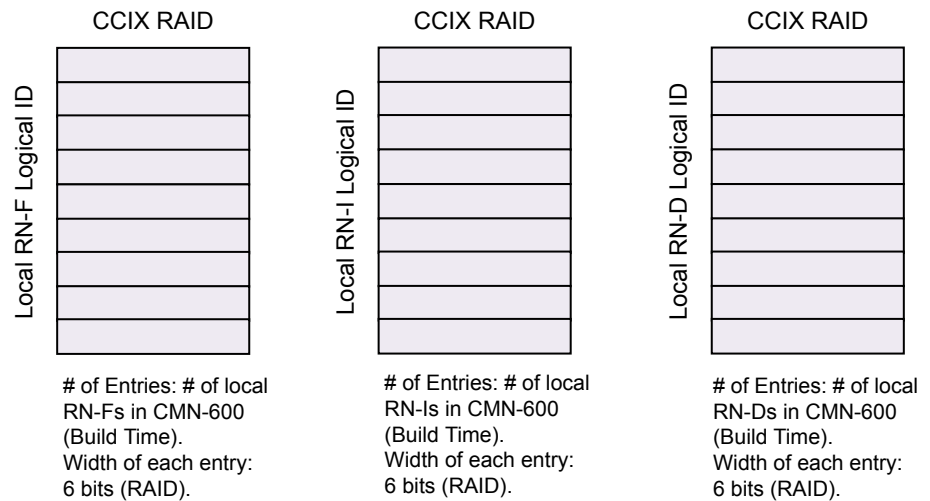 CCIX RAID
Local RN-F Logical ID
# of Entries: # of local
RN-Fs in CMN-600
(Build Time).
Width of each entry:
6 bits (RAID).
CCIX RAID
Local RN-I Logical ID
# of Entries: # of local
RN-Is in CMN-600
(Build Time).
Width of each entry:
6 bits (RAID).
CCIX RAID
Local RN-D Logical ID
# of Entries: # of local
RN-Ds in CMN-600
(Build Time).
Width of each entry:
6 bits (RAID).